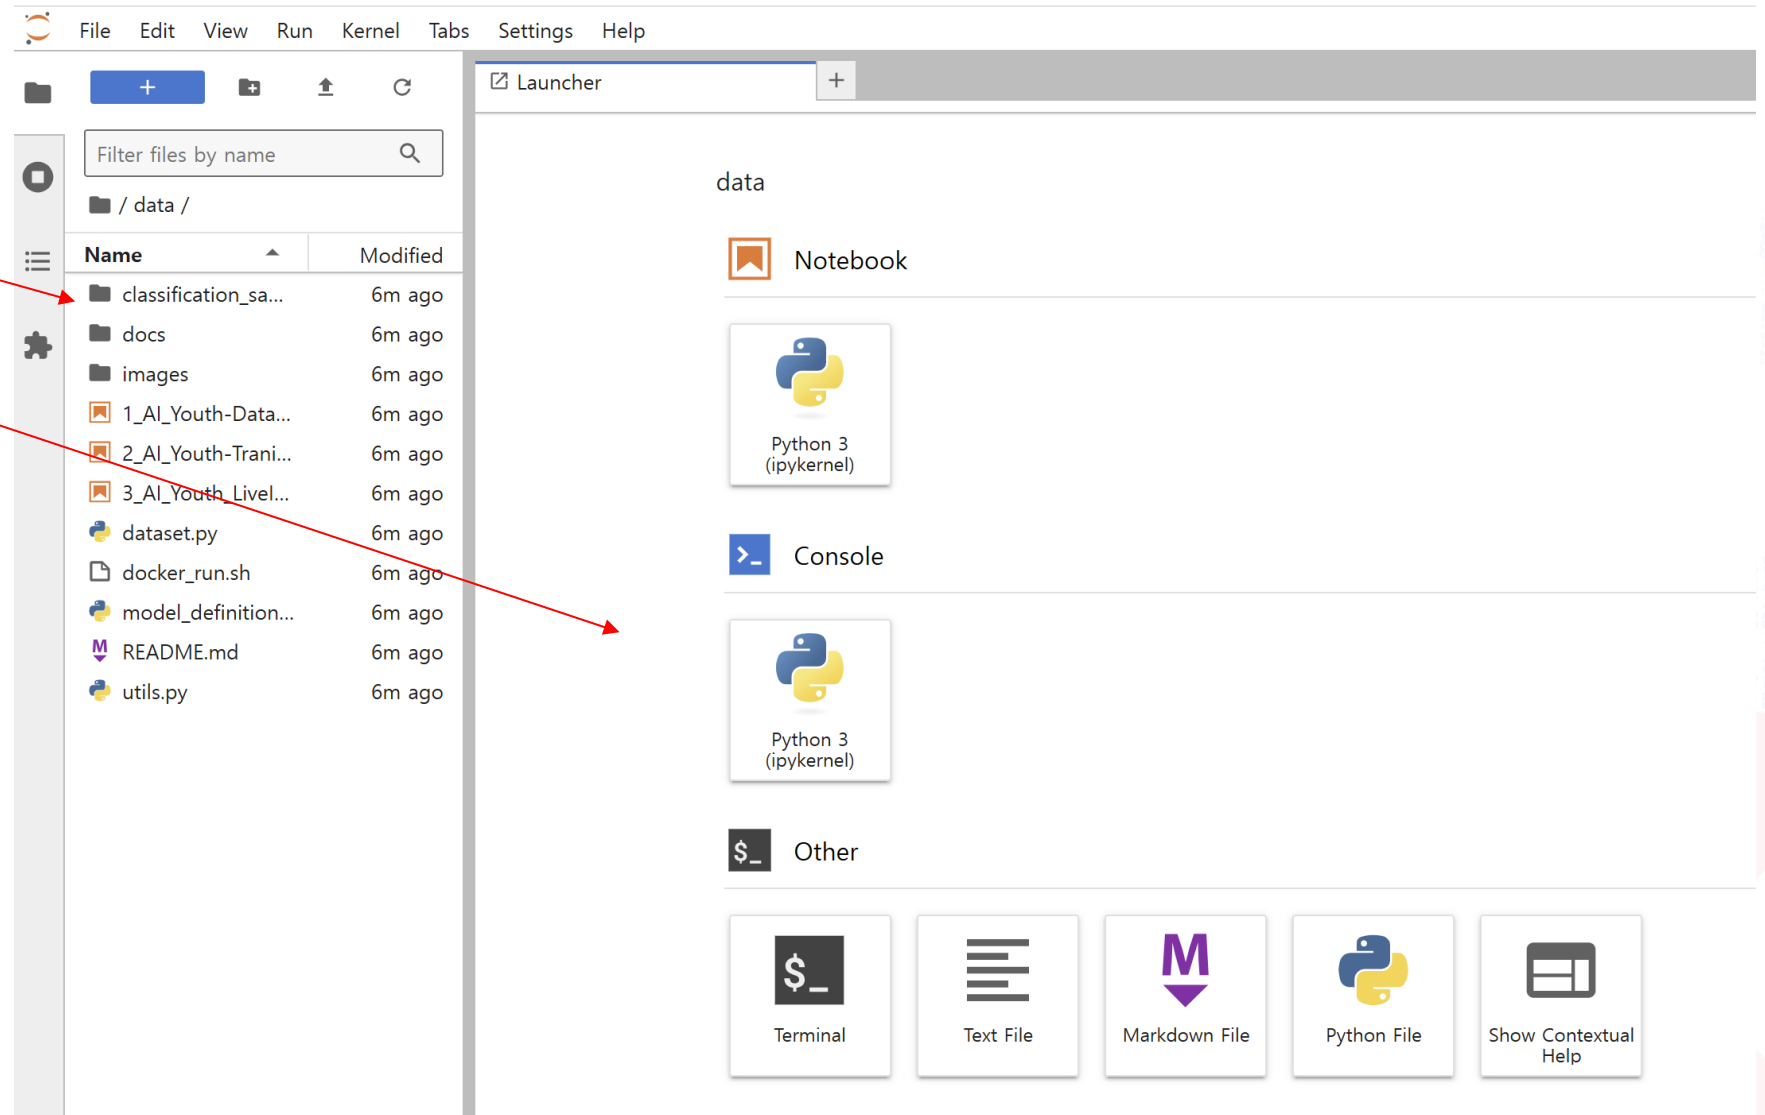 File Edit View Run Kernel Tabs Settings Help
Launcher
Filter files by name
/ data /
Name Modified
classification_sa... 6m ago
docs 6m ago
images 6m ago
1_AI_Youth-Data... 6m ago
2_AI_Youth-Trani... 6m ago
3_AI_Youth_Livel... 6m ago
dataset.py 6m ago
docker_run.sh 6m ago
model_definition... 6m ago
README.md 6m ago
utils.py 6m ago
data
Notebook
Python 3
(ipykernel)
Console
Python 3
(ipykernel)
$_ Other
$_
M
Terminal
Text File
Markdown File
Python File
Show Contextual
Help